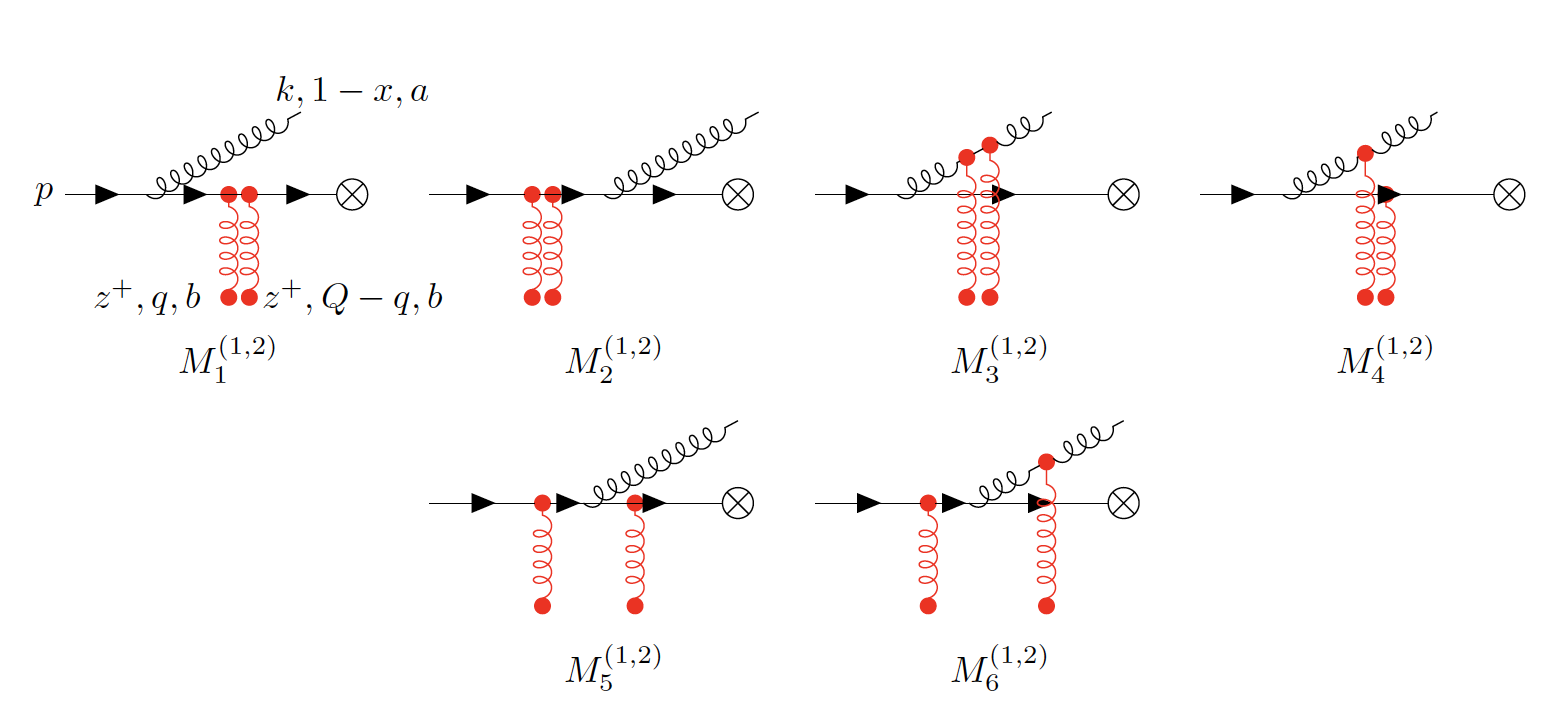 k, 1 − x, a
p
z⁺, q, b z⁺, Q − q, b
M₁⁽¹,²⁾ M₂⁽¹,²⁾ M₃⁽¹,²⁾ M₄⁽¹,²⁾
M₅⁽¹,²⁾ M₆⁽¹,²⁾